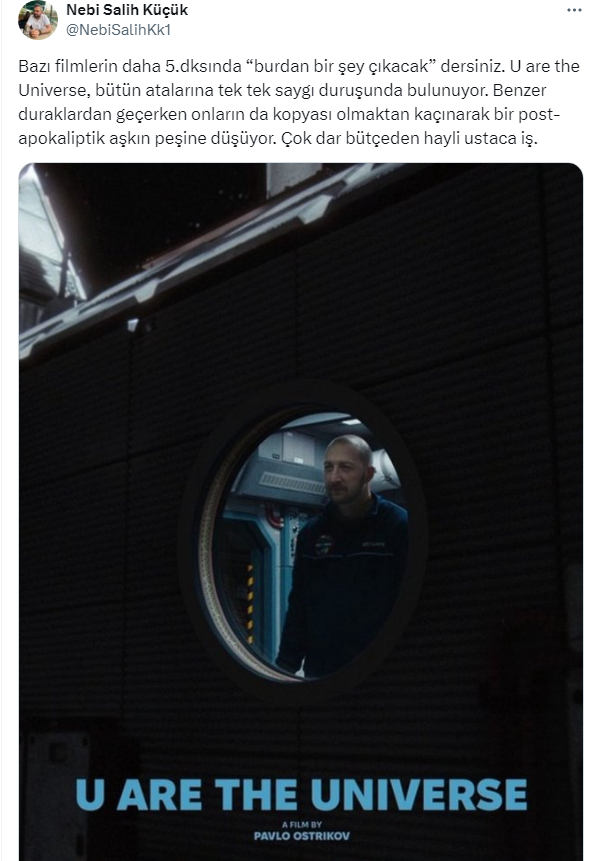 Nebi Salih Küçük
@NebiSalihKk1
Bazı filmlerin daha 5.dksında “burdan bir şey çıkacak” dersiniz. U are the
Universe, bütün atalarına tek tek saygı duruşunda bulunuyor. Benzer
duraklardan geçerken onların da kopyası olmaktan kaçınarak bir post-
apokaliptik aşkın peşine düşüyor. Çok dar bütçeden hayli ustaca iş.
U ARE THE UNIVERSE
A FILM BY
PAVLO OSTRIKOV